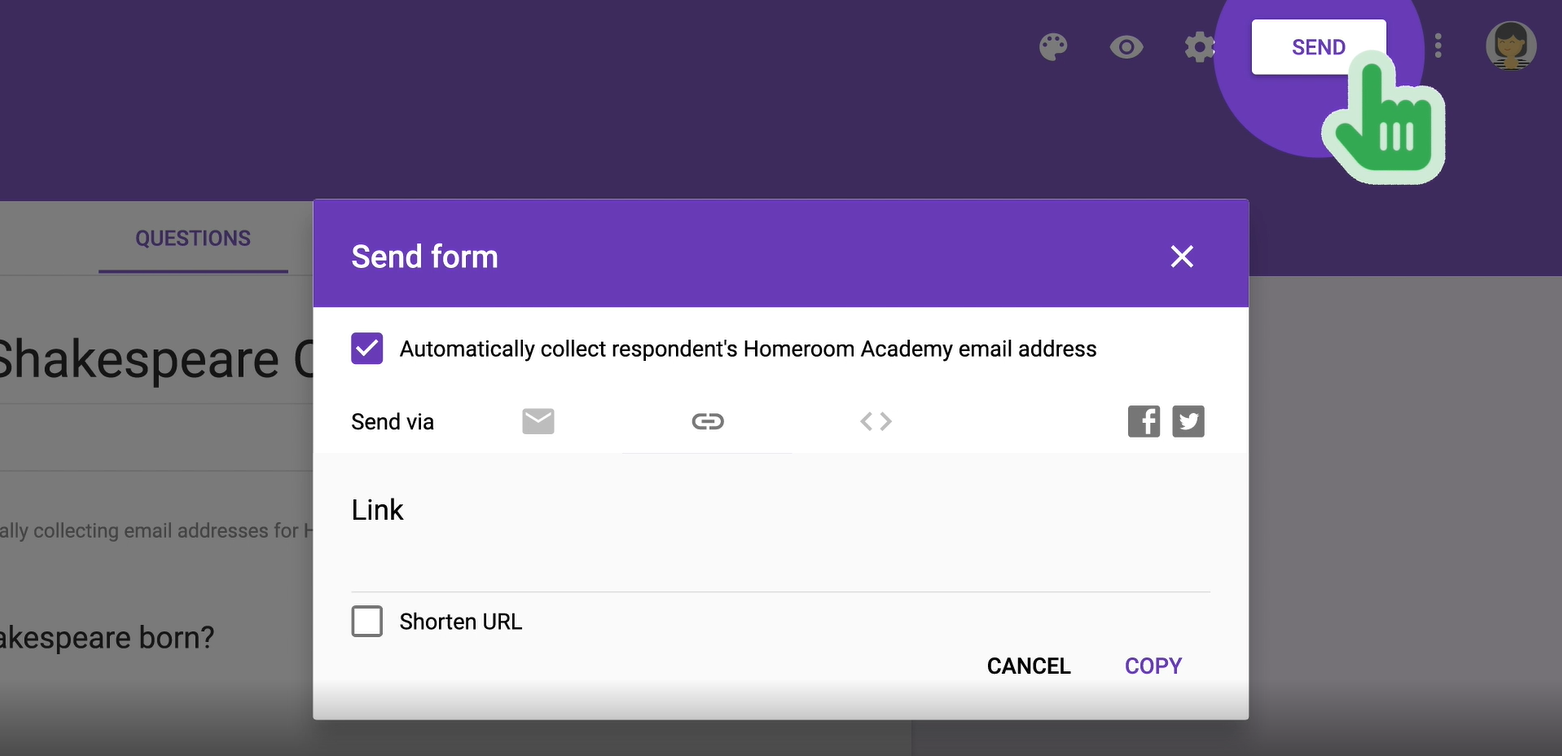 SEND
QUESTIONS
Send form
Shakespeare
Automatically collect respondent's Homeroom Academy email address
Send via
Link
ally collecting email addresses for H
Shorten URL
akespeare born?
CANCEL
COPY